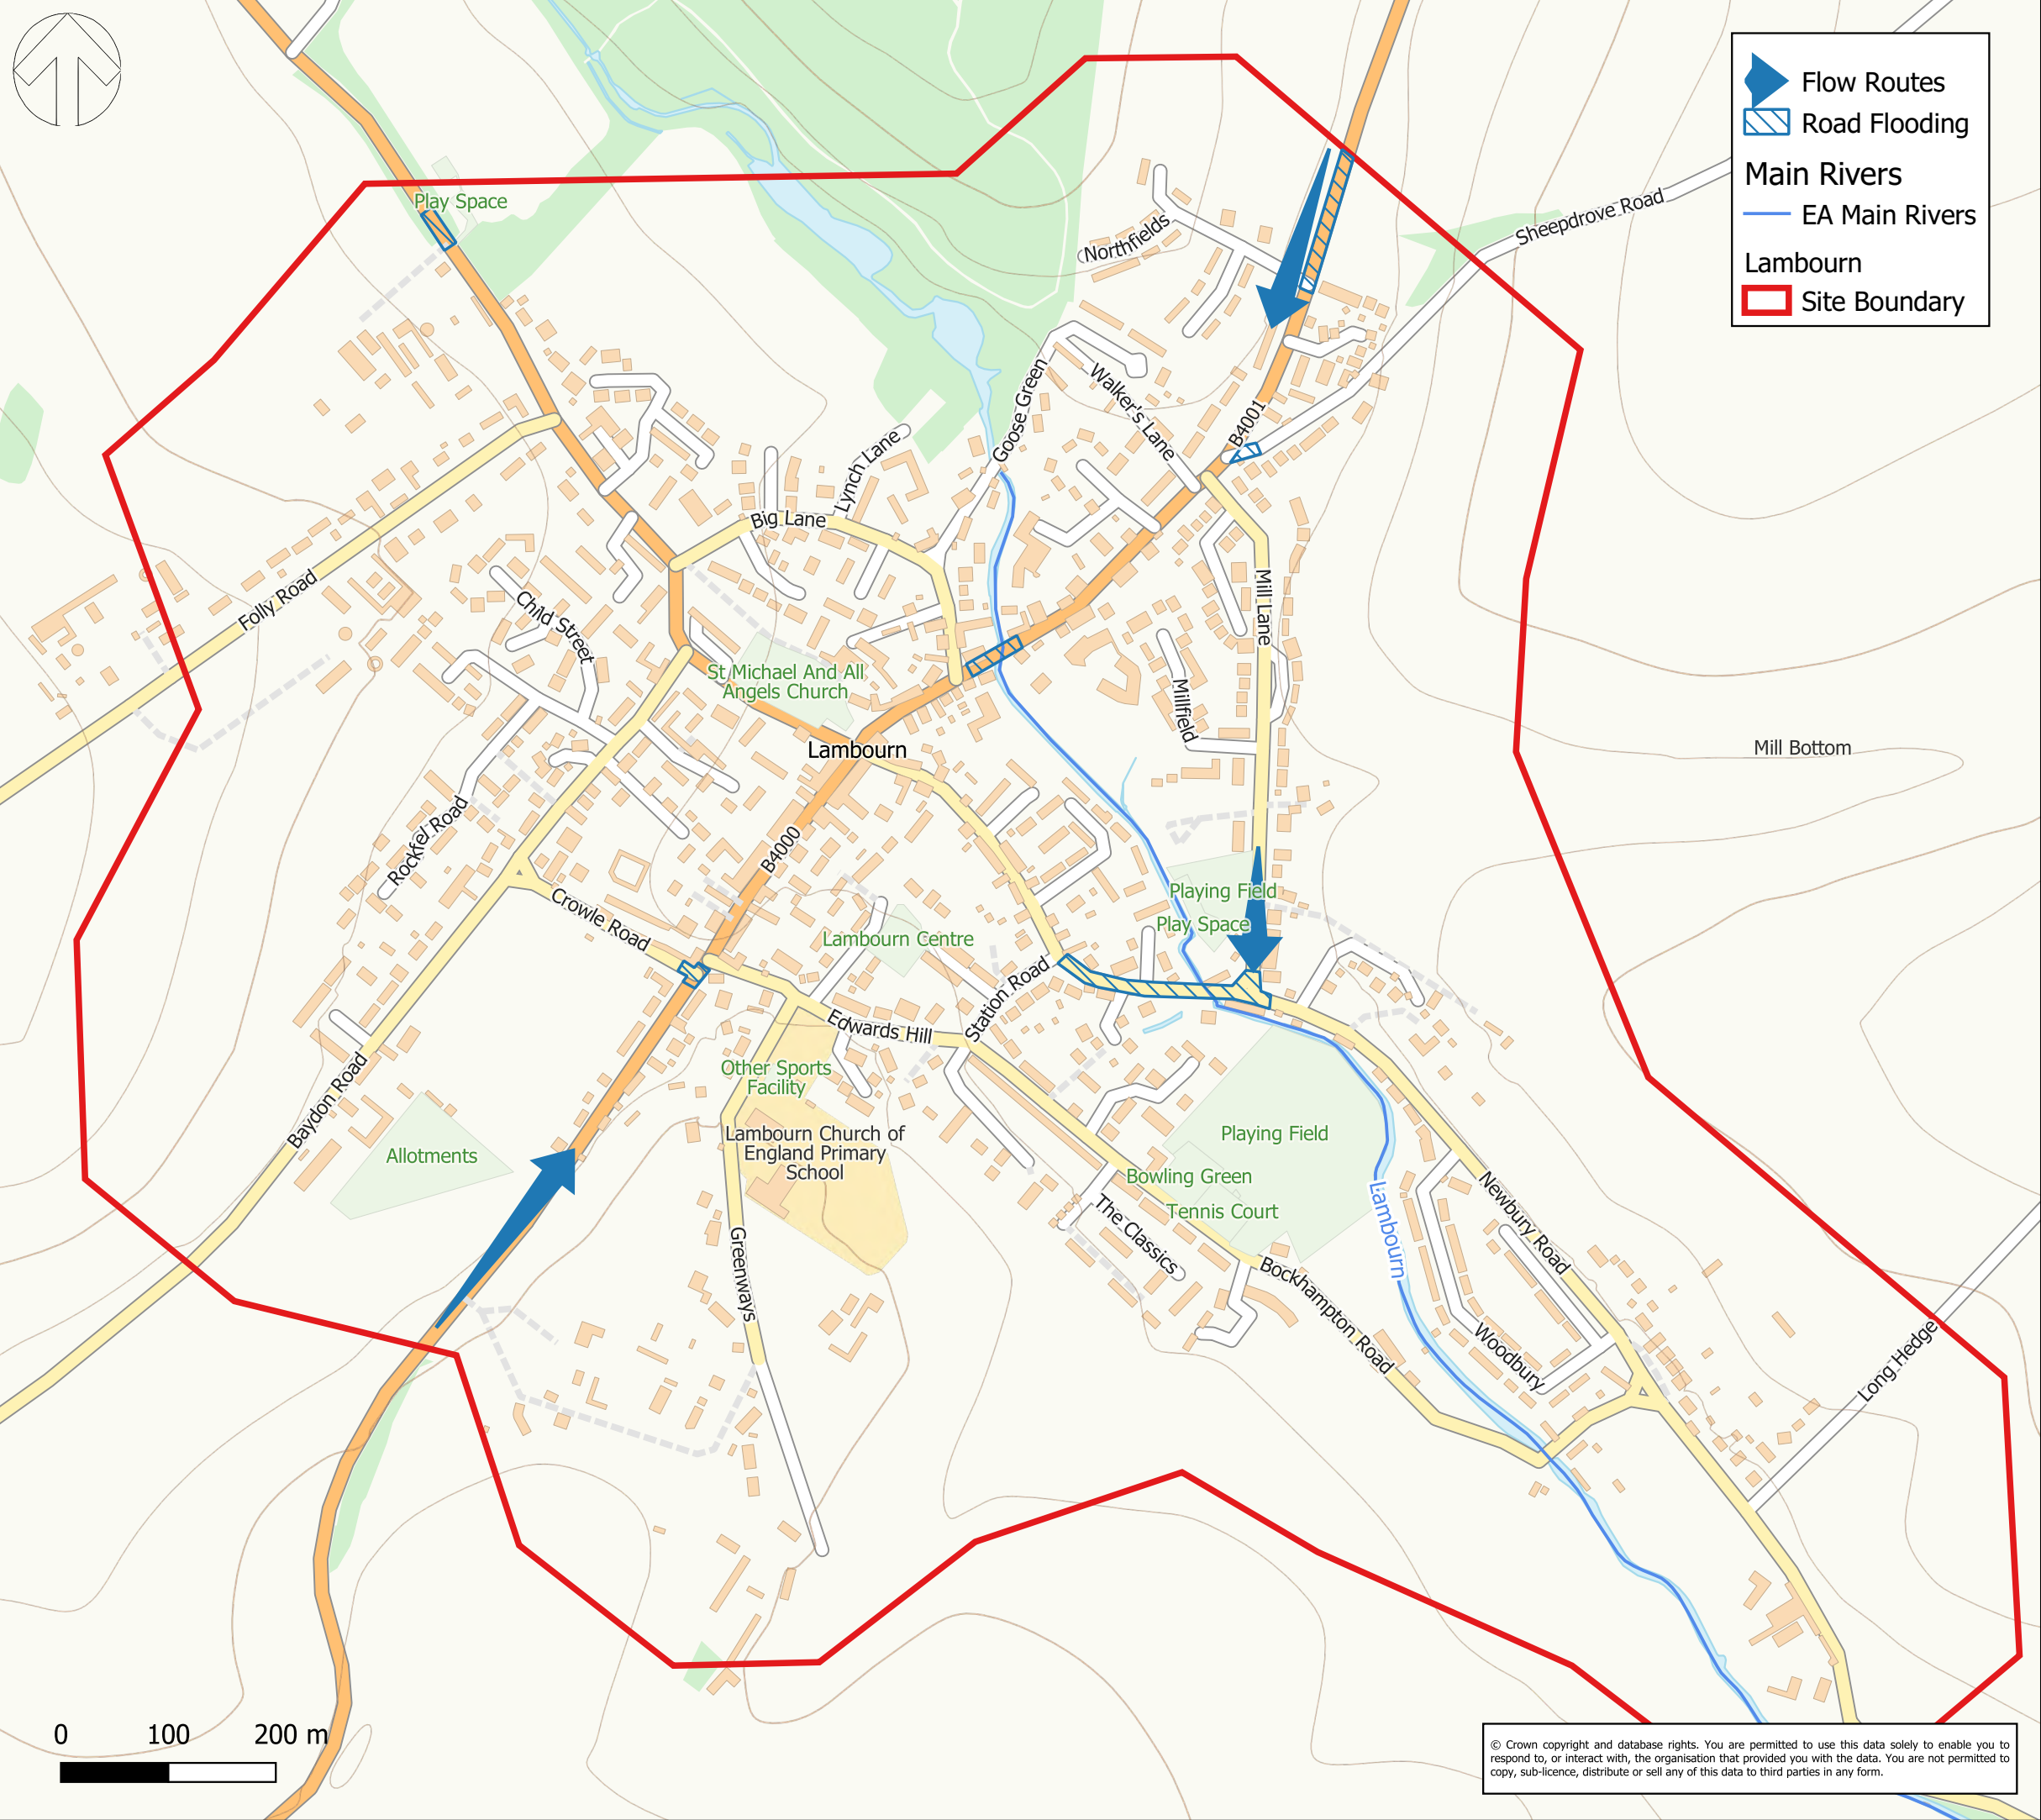 Flow Routes
Road Flooding
Main Rivers
EA Main Rivers
Lambourn
Site Boundary
Play Space
Northfields
Sheepdrove Road
Goose Green
Walker's Lane
B4001
Lynch Lane
Big Lane
Folly Road
Child Street
Mill Lane
St Michael And All
Angels Church
Millfield
Lambourn
Mill Bottom
Rockfel Road
B4000
Crowle Road
Playing Field
Play Space
Lambourn Centre
Station Road
Edwards Hill
Other Sports
Facility
Baydon Road
Allotments
Lambourn Church of
England Primary
School
Playing Field
Bowling Green
Tennis Court
The Classics
Lambourn
Newbury Road
Greenways
Bockhampton Road
Woodbury
Long Hedge
0 100 200 m
© Crown copyright and database rights. You are permitted to use this data solely to enable you to
respond to, or interact with, the organisation that provided you with the data. You are not permitted to
copy, sub-licence, distribute or sell any of this data to third parties in any form.